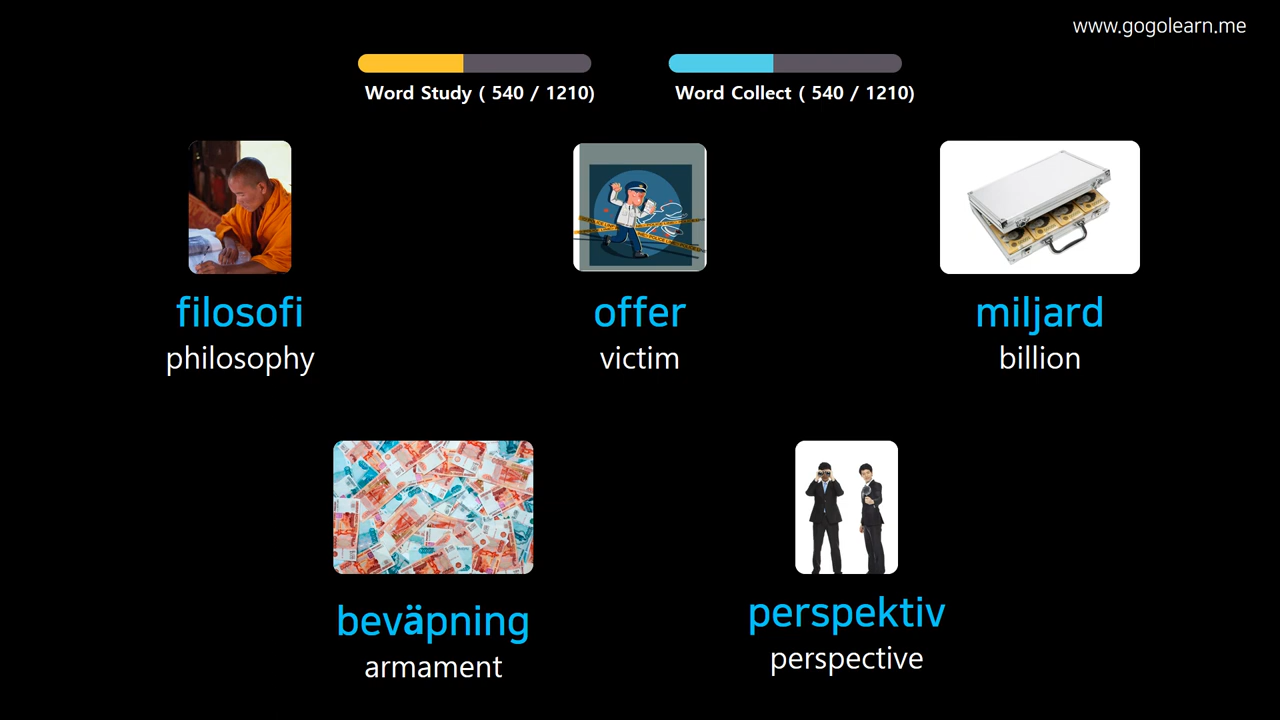 www.gogolearn.me
Word Study ( 540 / 1210)
Word Collect ( 540 / 1210)
filosofi
philosophy
offer
victim
miljard
billion
beväpning
armament
perspektiv
perspective